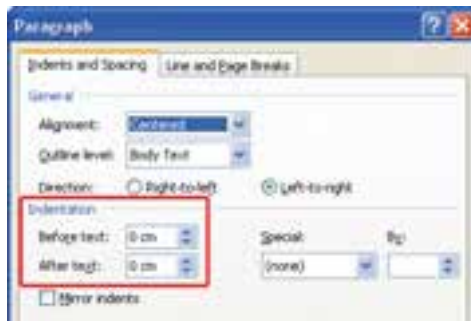 Paragraph
Indents and Spacing Line and Page Breaks
General
Alignment: Centered
Outline level: Body Text
Direction: Right-to-left Left-to-right
Indentation
Before text: 0 cm Special: By:
After text: 0 cm (none)
Mirror indents